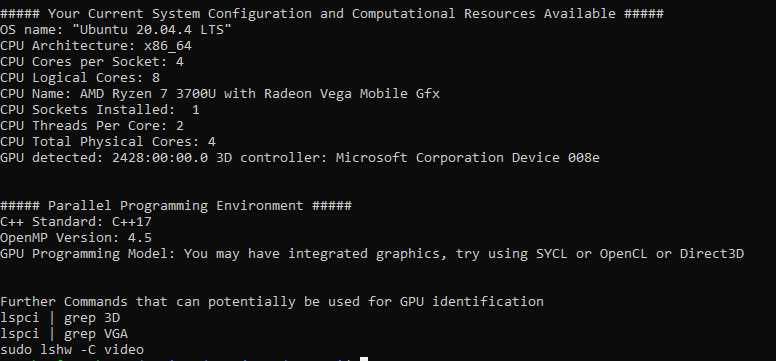 ##### Your Current System Configuration and Computational Resources Available #####
OS name: "Ubuntu 20.04.4 LTS"
CPU Architecture: x86_64
CPU Cores per Socket: 4
CPU Logical Cores: 8
CPU Name: AMD Ryzen 7 3700U with Radeon Vega Mobile Gfx
CPU Sockets Installed:  1
CPU Threads Per Core: 2
CPU Total Physical Cores: 4
GPU detected: 2428:00:00.0 3D controller: Microsoft Corporation Device 008e
##### Parallel Programming Environment #####
C++ Standard: C++17
OpenMP Version: 4.5
GPU Programming Model: You may have integrated graphics, try using SYCL or OpenCL or Direct3D
Further Commands that can potentially be used for GPU identification
lspci | grep 3D
lspci | grep VGA
sudo lshw -C video